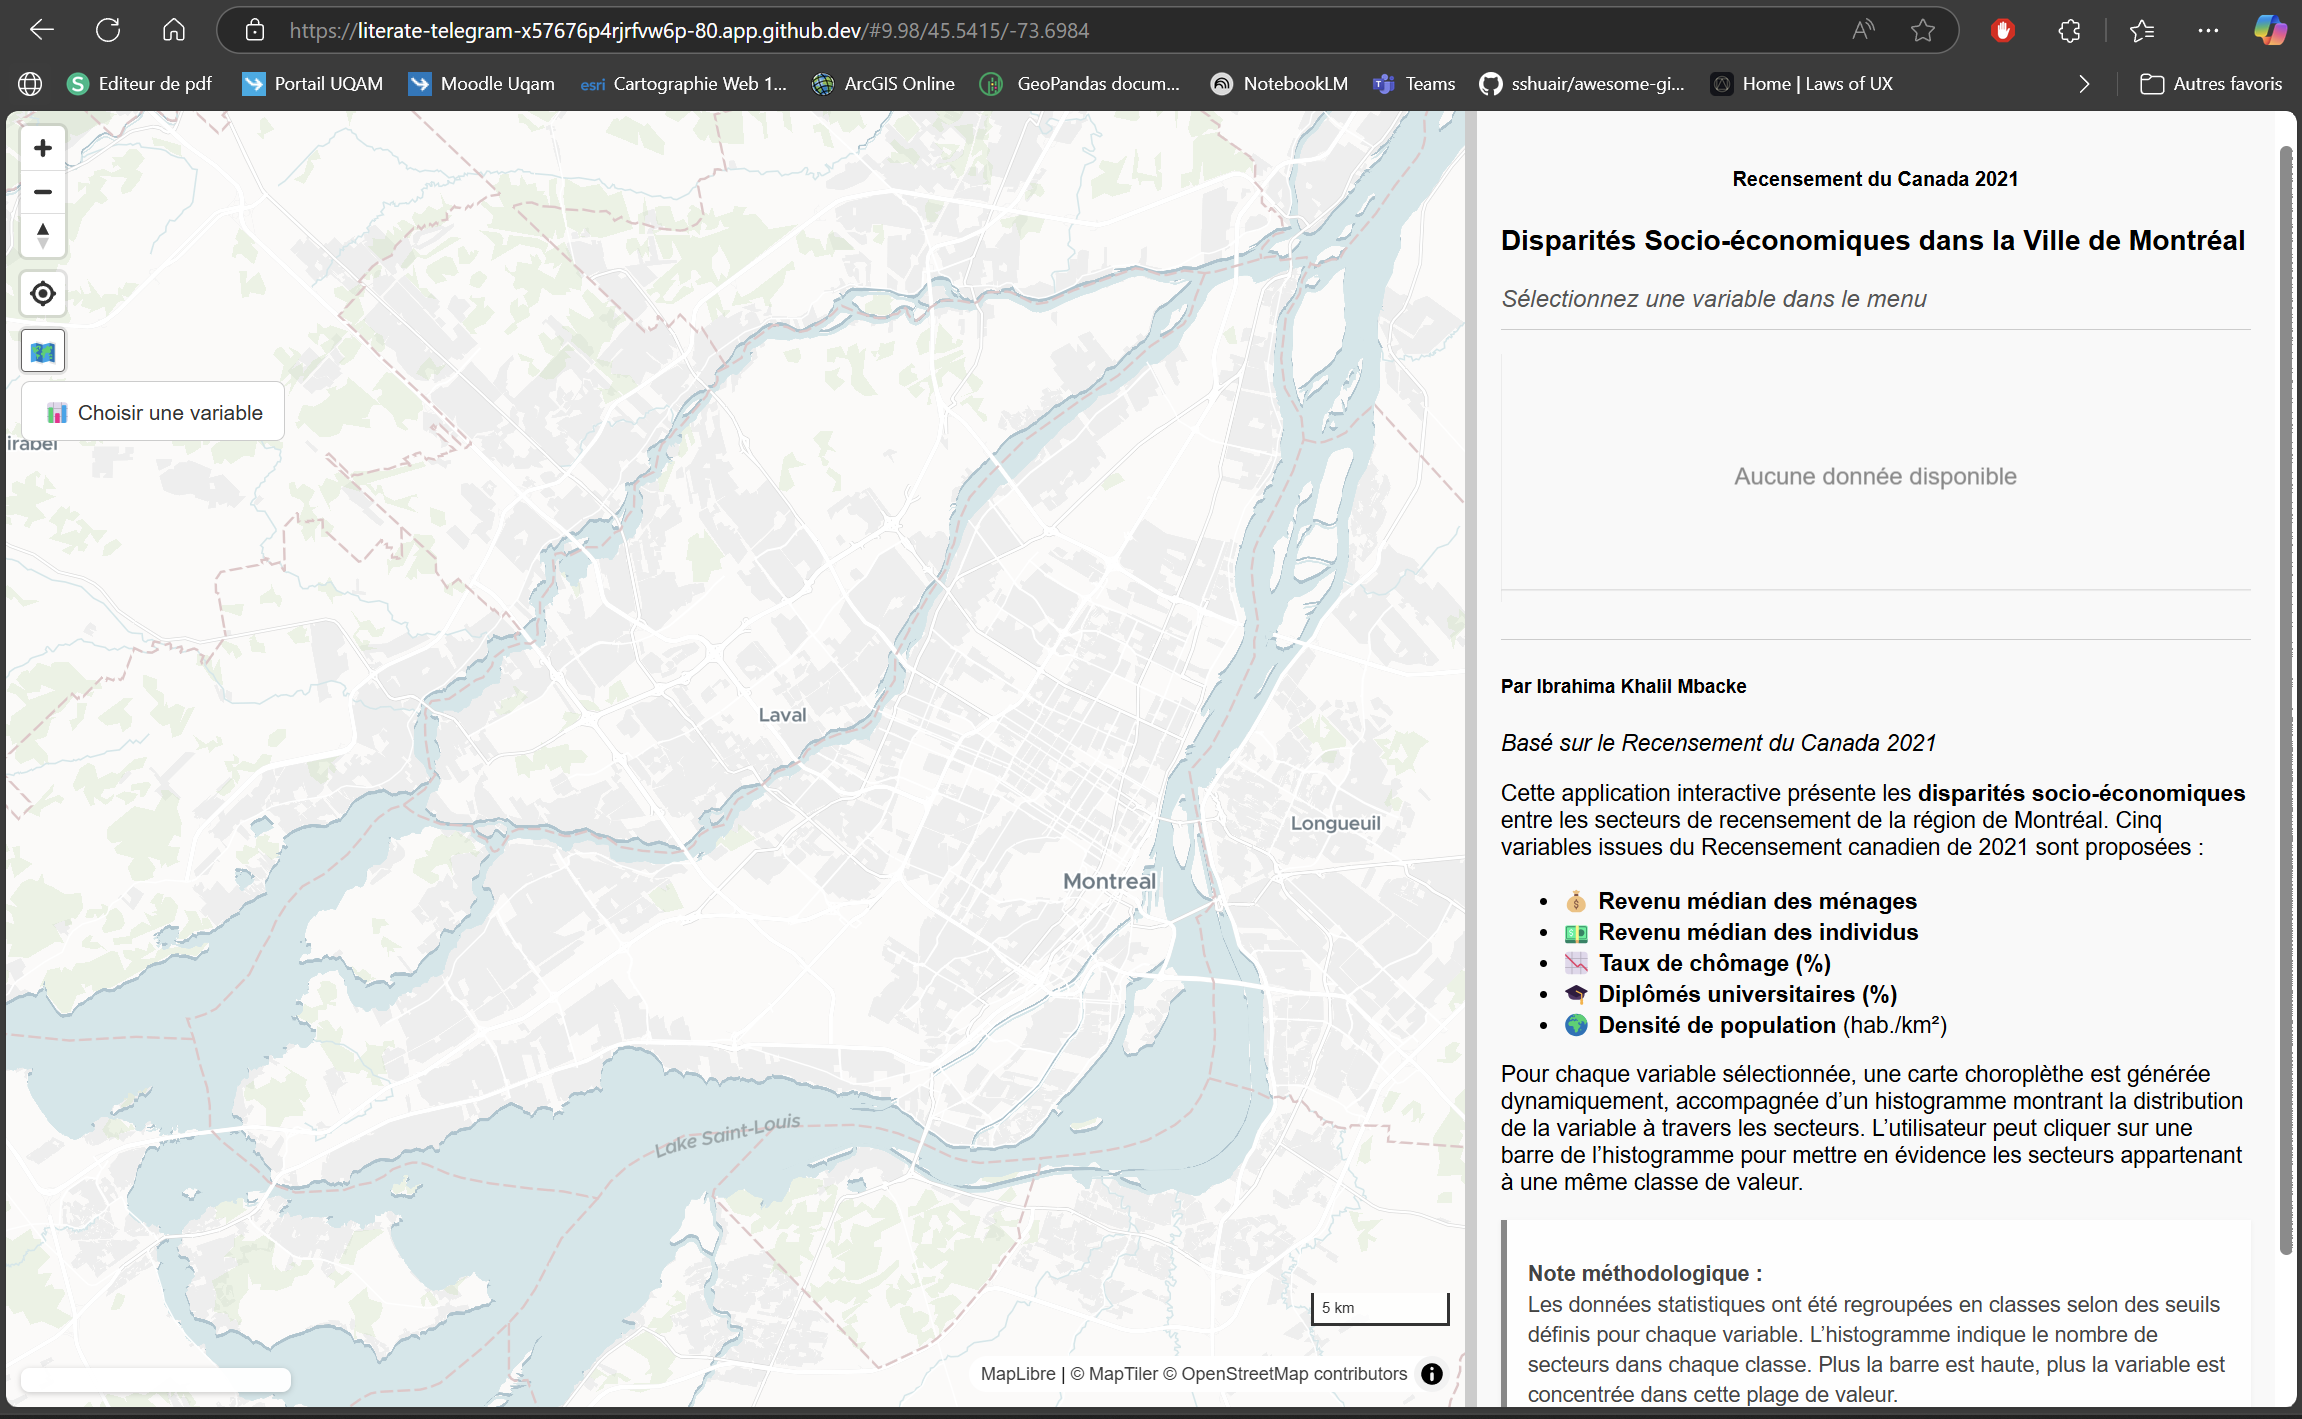 https://literate-telegram-x57676p4rjrfvw6p-80.app.github.dev/#9.98/45.5415/-73.6984
Editeur de pdf
Portail UQAM
Moodle Uqam
esri Cartographie Web 1...
ArcGIS Online
GeoPandas docum...
NotebookLM
Teams
sshuair/awesome-gi...
Home | Laws of UX
Autres favoris
Choisir une variable
irabel
Laval
Longueuil
Montreal
Lake Saint-Louis
5 km
MapLibre | © MapTiler © OpenStreetMap contributors
Recensement du Canada 2021
Disparités Socio-économiques dans la Ville de Montréal
Sélectionnez une variable dans le menu
Aucune donnée disponible
Par Ibrahima Khalil Mbacke
Basé sur le Recensement du Canada 2021
Cette application interactive présente les disparités socio-économiques
entre les secteurs de recensement de la région de Montréal. Cinq
variables issues du Recensement canadien de 2021 sont proposées :
• Revenu médian des ménages
• Revenu médian des individus
• Taux de chômage (%)
• Diplômés universitaires (%)
• Densité de population (hab./km²)
Pour chaque variable sélectionnée, une carte choroplèthe est générée
dynamiquement, accompagnée d’un histogramme montrant la distribution
de la variable à travers les secteurs. L’utilisateur peut cliquer sur une
barre de l’histogramme pour mettre en évidence les secteurs appartenant
à une même classe de valeur.
Note méthodologique :
Les données statistiques ont été regroupées en classes selon des seuils
définis pour chaque variable. L’histogramme indique le nombre de
secteurs dans chaque classe. Plus la barre est haute, plus la variable est
concentrée dans cette plage de valeur.